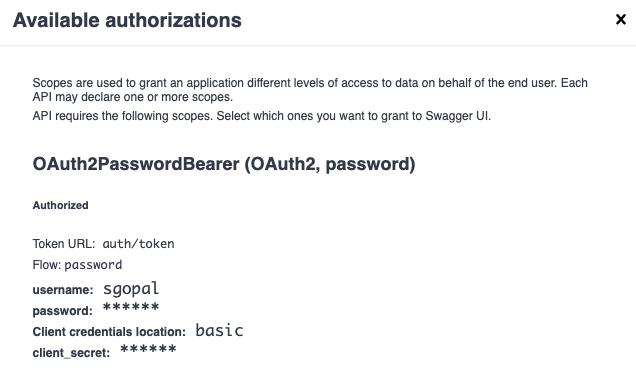 Available authorizations
Scopes are used to grant an application different levels of access to data on behalf of the end user. Each
API may declare one or more scopes.
API requires the following scopes. Select which ones you want to grant to Swagger UI.
OAuth2PasswordBearer (OAuth2, password)
Authorized
Token URL: auth/token
Flow: password
username: sgopal
password: ******
Client credentials location: basic
client_secret: ******